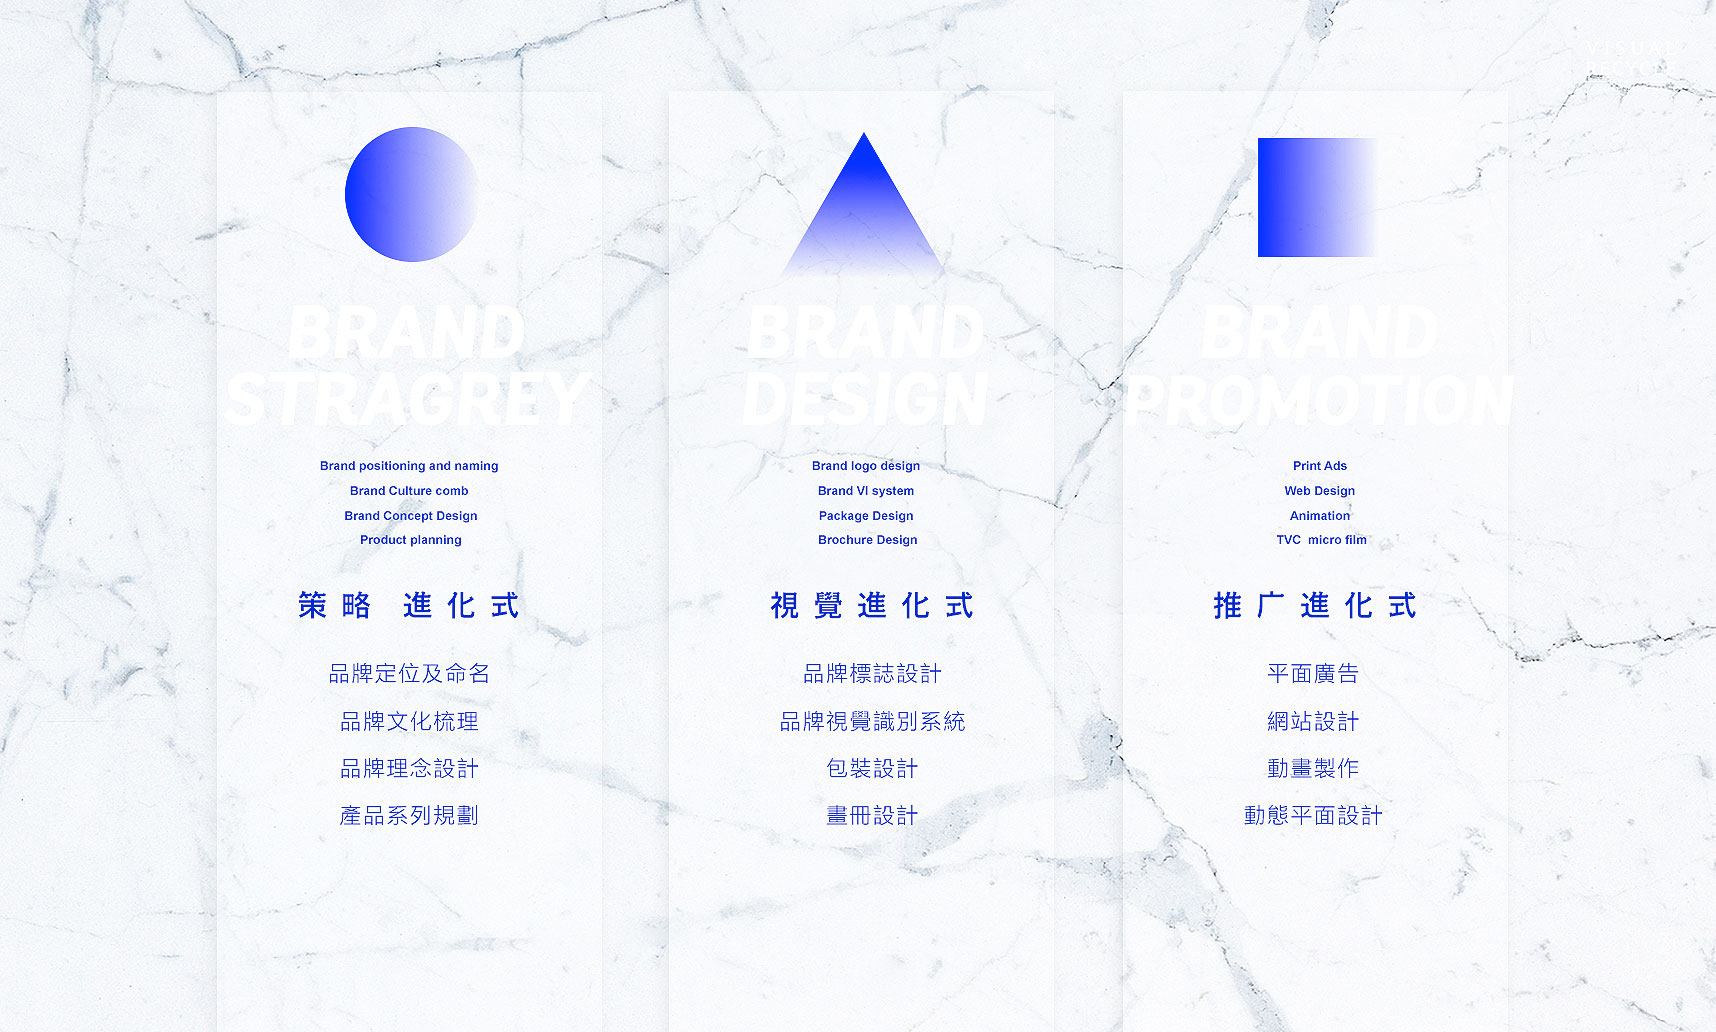 VISUAL
BRAND
STRAGREY
Brand positioning and naming
Brand Culture comb
Brand Concept Design
Product planning
策略 進化式
品牌定位及命名
品牌文化梳理
品牌理念設計
產品系列規劃
BRAND
DESIGN
Brand logo design
Brand VI system
Package Design
Brochure Design
視覺進化式
品牌標誌設計
品牌視覺識別系統
包裝設計
畫冊設計
BRAND
PROMOTION
Print Ads
Web Design
Animation
TVC micro film
推广進化式
平面廣告
網站設計
動畫製作
動態平面設計